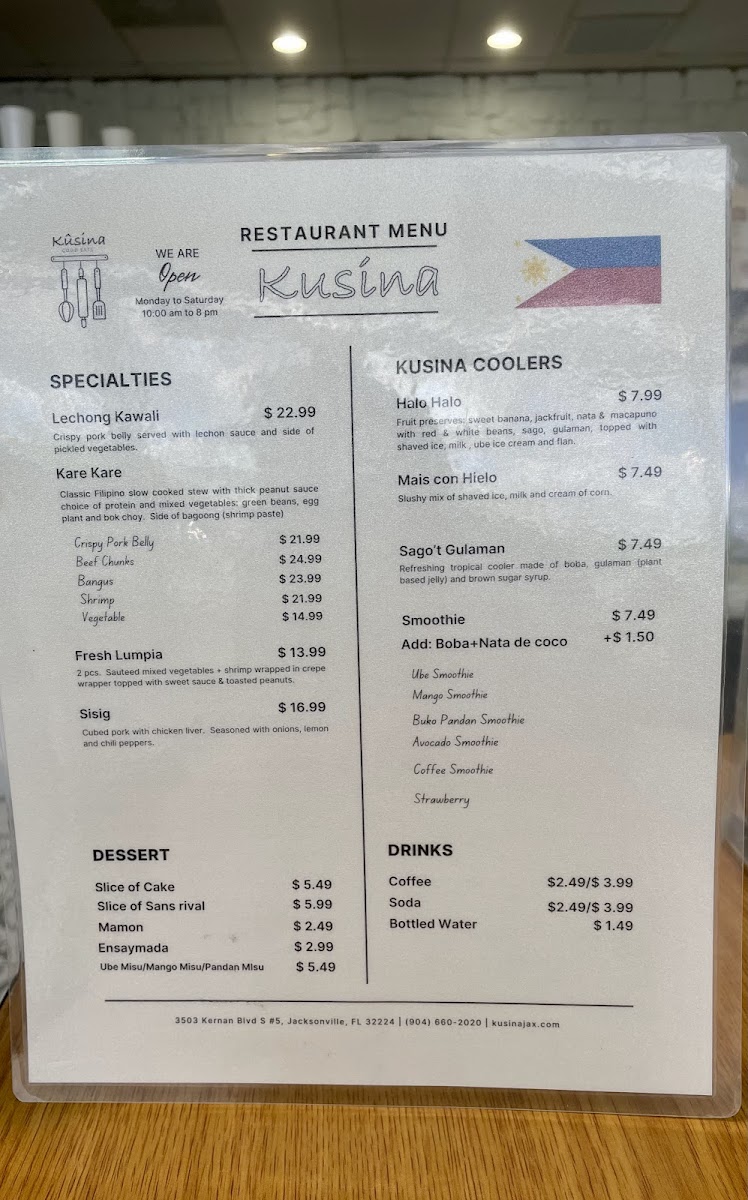 RESTAURANT MENU
Kûsina
WE ARE
Open
Monday to Saturday
10:00 am to 8 pm
Kusina
SPECIALTIES
Lechong Kawali $ 22.99
Crispy pork belly served with lechon sauce and side of
pickled vegetables.
Kare Kare
Classic Filipino slow cooked stew with thick peanut sauce
choice of protein and mixed vegetables: green beans, egg
plant and bok choy. Side of bagoong (shrimp paste)
Crispy Pork Belly $ 21.99
Beef Chunks $ 24.99
Bangus $ 23.99
Shrimp $ 21.99
Vegetable $ 14.99
Fresh Lumpia $ 13.99
2 pcs. Sauteed mixed vegetables + shrimp wrapped in crepe
wrapper topped with sweet sauce & toasted peanuts.
Sisig $ 16.99
Cubed pork with chicken liver. Seasoned with onions, lemon
and chili peppers.
DESSERT
Slice of Cake $ 5.49
Slice of Sans rival $ 5.99
Mamon $ 2.49
Ensaymada $ 2.99
Ube Misu/Mango Misu/Pandan MIsu $ 5.49
KUSINA COOLERS
Halo Halo $ 7.99
Fruit preserves: sweet banana, jackfruit, nata & macapuno
with red & white beans, sago, gulaman, topped with
shaved ice, milk , ube ice cream and flan.
Mais con Hielo $ 7.49
Slushy mix of shaved ice, milk and cream of corn.
Sago't Gulaman $ 7.49
Refreshing tropical cooler made of boba, gulaman (plant
based jelly) and brown sugar syrup.
Smoothie $ 7.49
Add: Boba+Nata de coco +$ 1.50
Ube Smoothie
Mango Smoothie
Buko Pandan Smoothie
Avocado Smoothie
Coffee Smoothie
Strawberry
DRINKS
Coffee $2.49/$ 3.99
Soda $2.49/$ 3.99
Bottled Water $ 1.49
3503 Kernan Blvd S #5, Jacksonville, FL 32224 | (904) 660-2020 | kusinajax.com